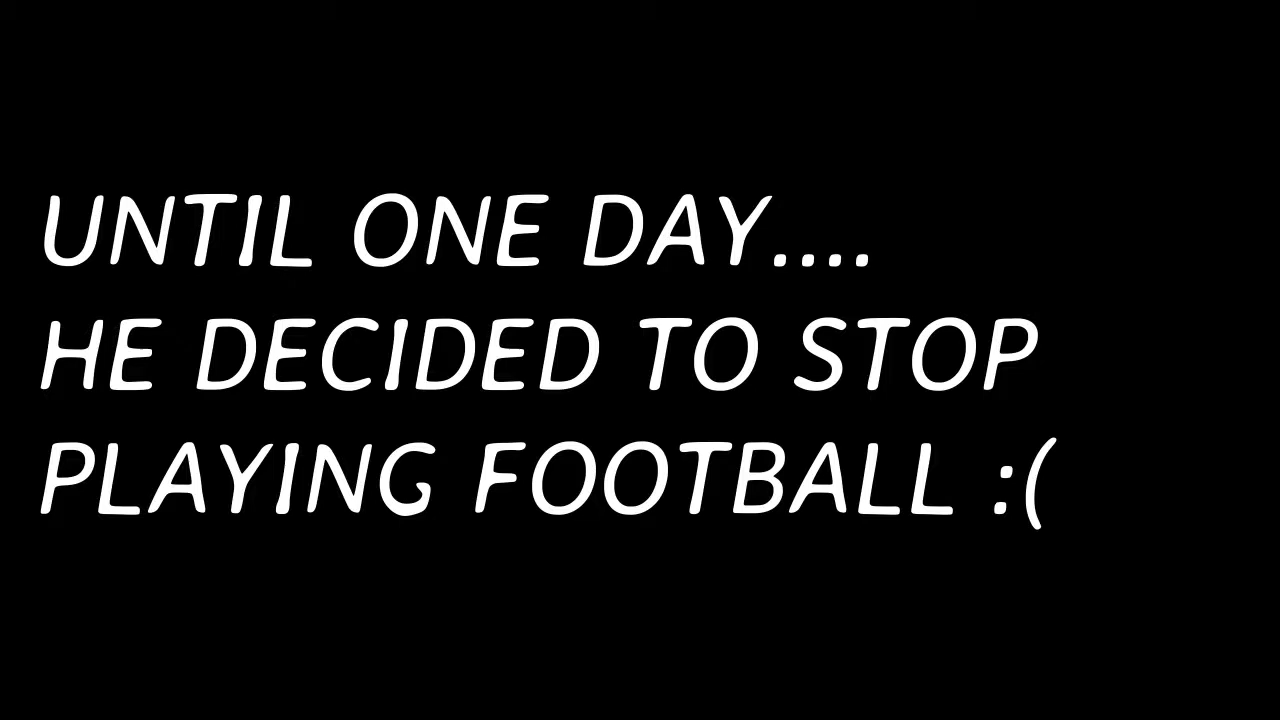 UNTIL ONE DAY....
HE DECIDED TO STOP
PLAYING FOOTBALL :(